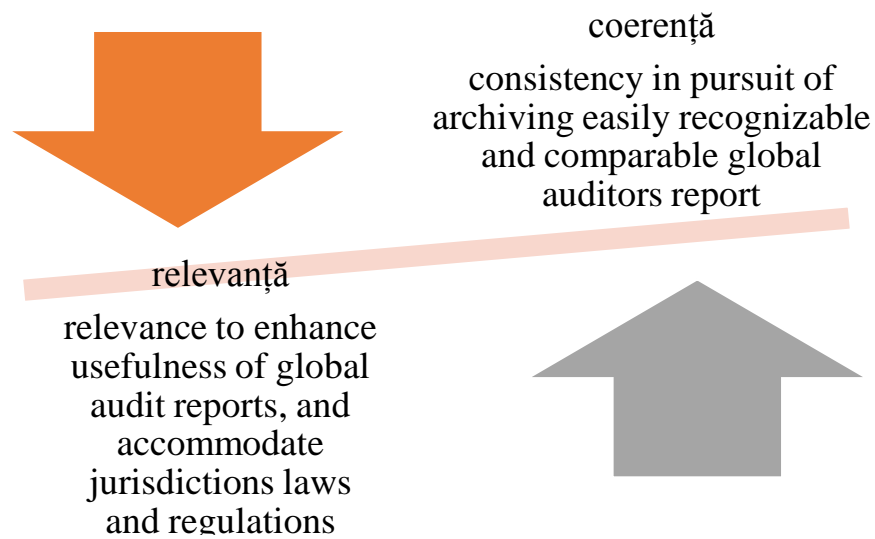 coerență
consistency in pursuit of
archiving easily recognizable
and comparable global
auditors report
relevanță
relevance to enhance
usefulness of global
audit reports, and
accommodate
jurisdictions laws
and regulations